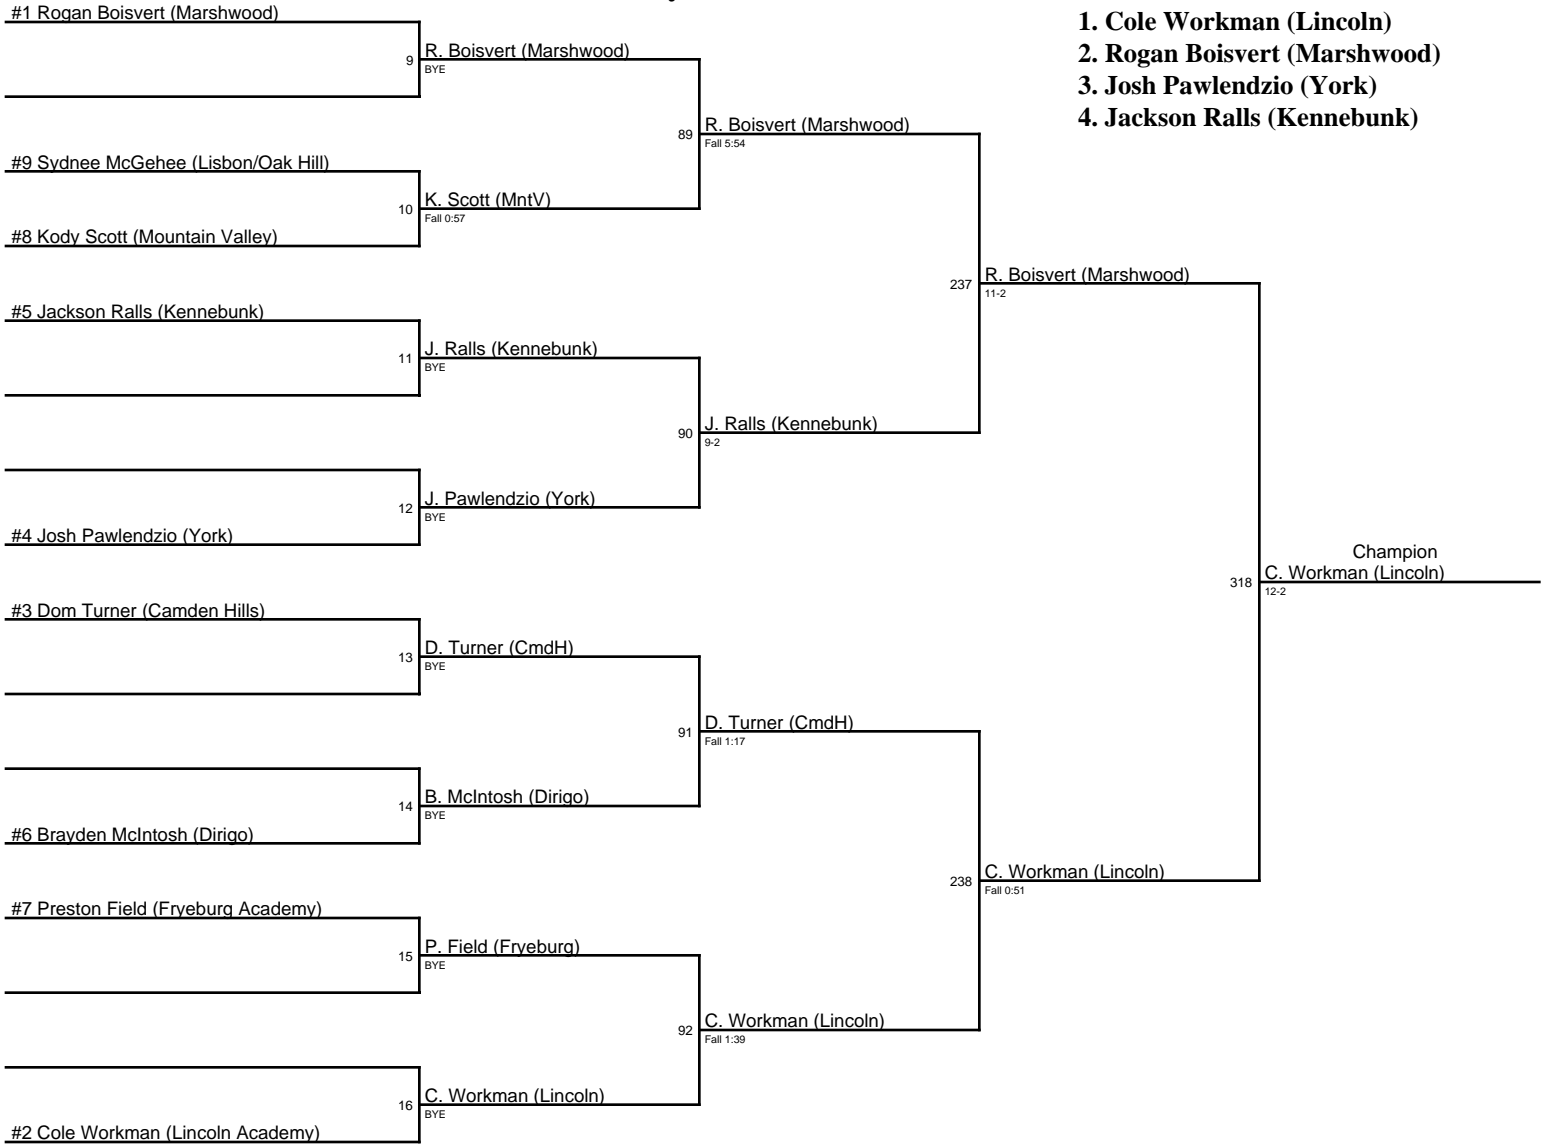 #1 Rogan Boisvert (Marshwood)
9
R. Boisvert (Marshwood)
BYE
#9 Sydnee McGehee (Lisbon/Oak Hill)
10
K. Scott (MntV)
Fall 0:57
#8 Kody Scott (Mountain Valley)
89
R. Boisvert (Marshwood)
Fall 5:54
#5 Jackson Ralls (Kennebunk)
11
J. Ralls (Kennebunk)
BYE
12
J. Pawlendzio (York)
BYE
#4 Josh Pawlendzio (York)
90
J. Ralls (Kennebunk)
9-2
237
R. Boisvert (Marshwood)
11-2
#3 Dom Turner (Camden Hills)
13
D. Turner (CmdH)
BYE
14
B. McIntosh (Dirigo)
BYE
#6 Brayden McIntosh (Dirigo)
91
D. Turner (CmdH)
Fall 1:17
#7 Preston Field (Fryeburg Academy)
15
P. Field (Fryeburg)
BYE
16
C. Workman (Lincoln)
BYE
#2 Cole Workman (Lincoln Academy)
92
C. Workman (Lincoln)
Fall 1:39
238
C. Workman (Lincoln)
Fall 0:51
318
Champion
C. Workman (Lincoln)
12-2
1. Cole Workman (Lincoln)
2. Rogan Boisvert (Marshwood)
3. Josh Pawlendzio (York)
4. Jackson Ralls (Kennebunk)